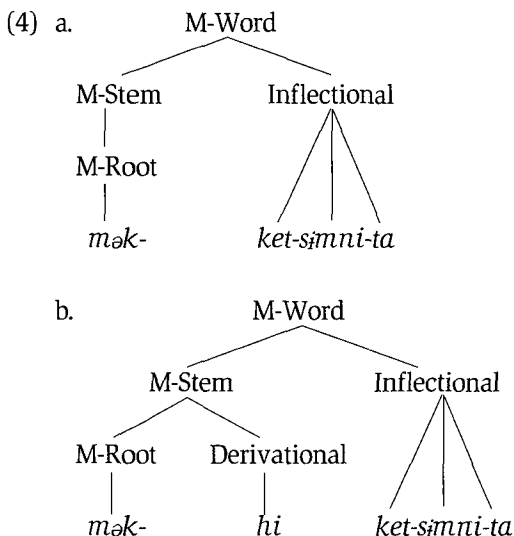 (4) a. M-Word
M-Stem Inflectional
M-Root
mək- ket-sɨmni-ta
b. M-Word
M-Stem Inflectional
M-Root Derivational
mək- hi ket-sɨmni-ta